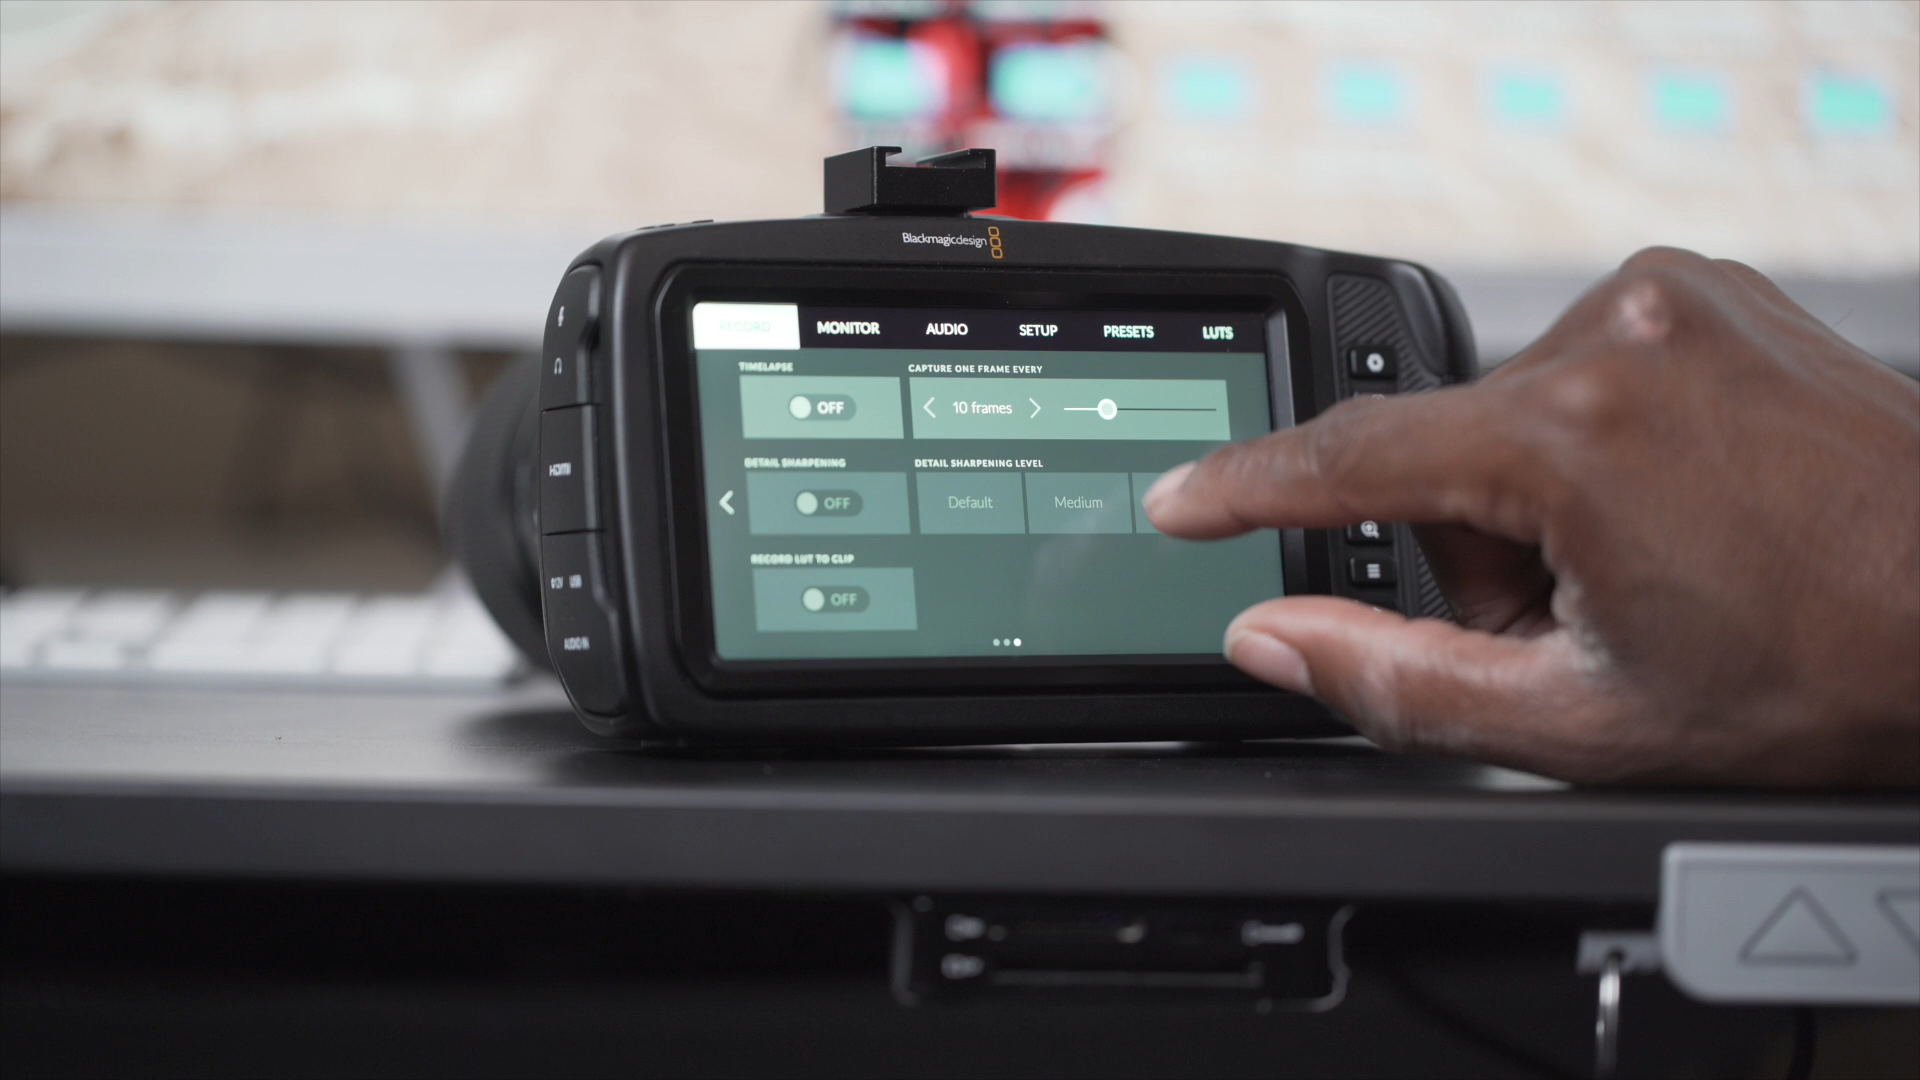 Blackmagicdesign
RECORD MONITOR AUDIO SETUP PRESETS LUTS
TIMELAPSE CAPTURE ONE FRAME EVERY
OFF 10 frames
DETAIL SHARPENING DETAIL SHARPENING LEVEL
OFF Default Medium
RECORD LUT TO CLIP
OFF
HDMI
USB
AUDIO IN